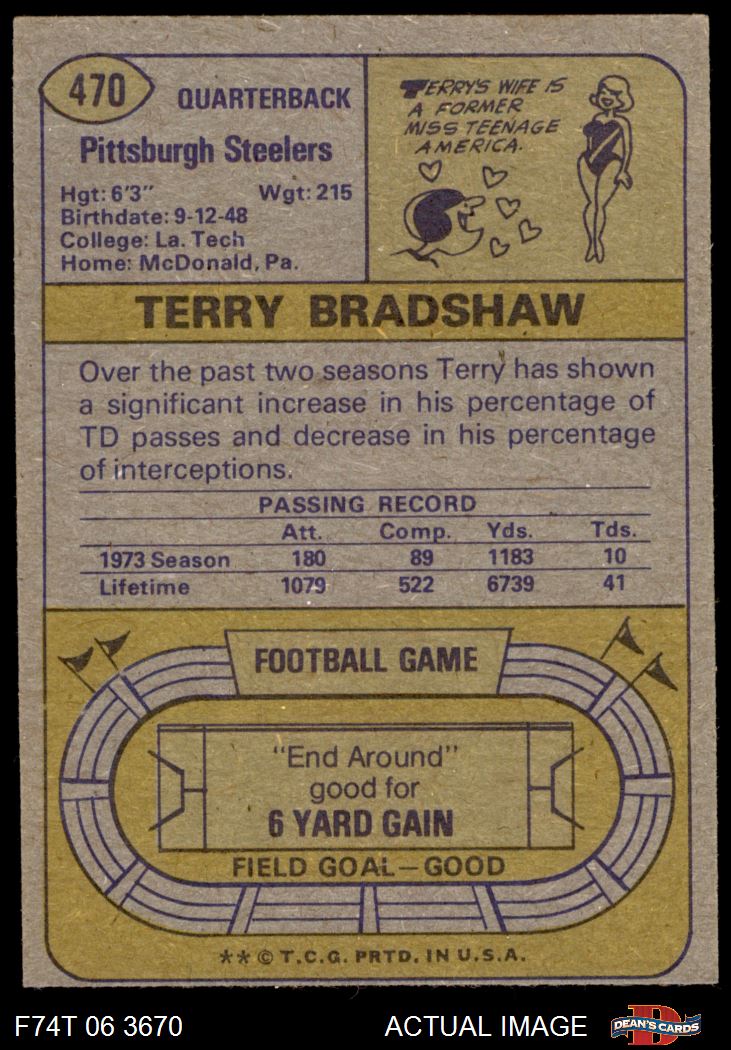 470
QUARTERBACK
Pittsburgh Steelers
Hgt: 6'3" Wgt: 215
Birthdate: 9-12-48
College: La. Tech
Home: McDonald, Pa.
TERRY'S WIFE IS
A FORMER
MISS TEENAGE
AMERICA.
TERRY BRADSHAW
Over the past two seasons Terry has shown
a significant increase in his percentage of
TD passes and decrease in his percentage
of interceptions.
PASSING RECORD
Att. Comp. Yds. Tds.
1973 Season 180 89 1183 10
Lifetime 1079 522 6739 41
FOOTBALL GAME
"End Around"
good for
6 YARD GAIN
FIELD GOAL—GOOD
** © T.C.G. PRTD. IN U.S.A.
F74T 06 3670 ACTUAL IMAGE
D
DEAN'S CARDS